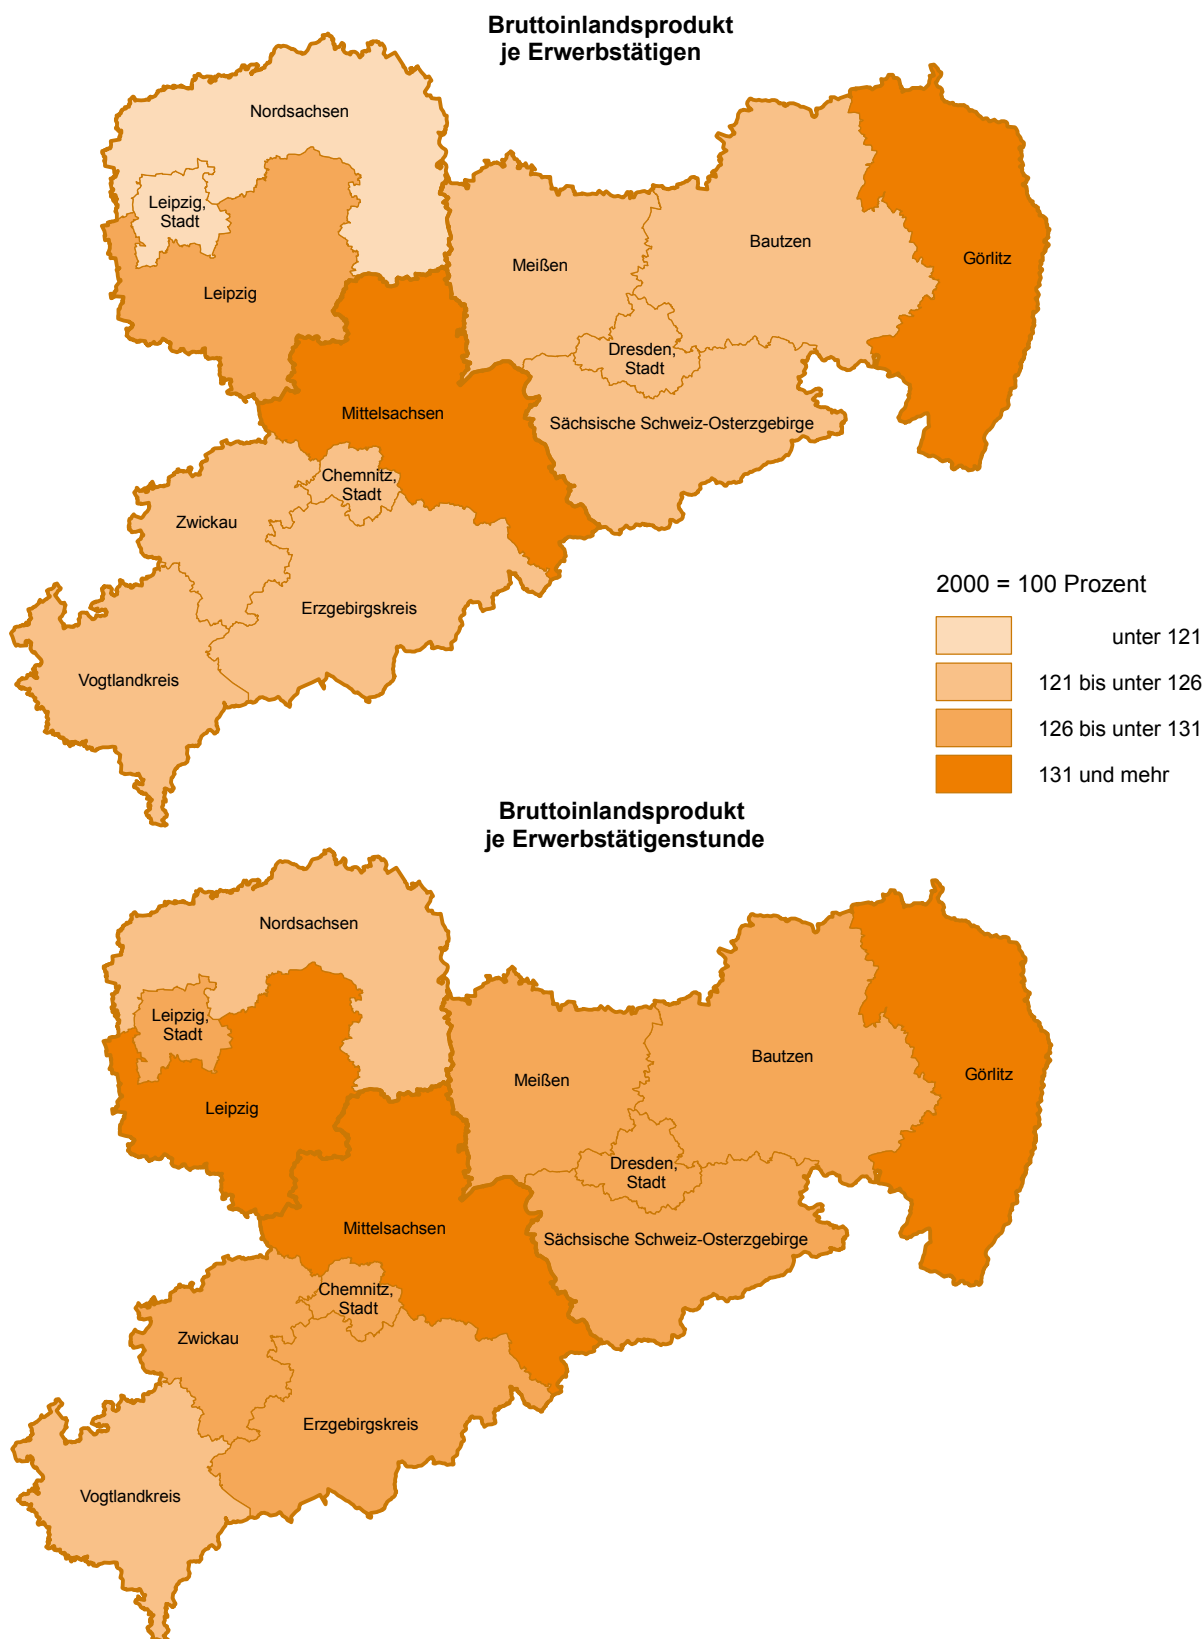 Bruttoinlandsprodukt
je Erwerbstätigen
Nordsachsen
Leipzig,
Stadt
Leipzig
Meißen
Bautzen
Görlitz
Dresden,
Stadt
Mittelsachsen
Sächsische Schweiz-Osterzgebirge
Chemnitz,
Stadt
Zwickau
Erzgebirgskreis
Vogtlandkreis
2000 = 100 Prozent
unter 121
121 bis unter 126
126 bis unter 131
131 und mehr
Bruttoinlandsprodukt
je Erwerbstätigenstunde
Nordsachsen
Leipzig,
Stadt
Leipzig
Meißen
Bautzen
Görlitz
Dresden,
Stadt
Mittelsachsen
Sächsische Schweiz-Osterzgebirge
Chemnitz,
Stadt
Zwickau
Erzgebirgskreis
Vogtlandkreis